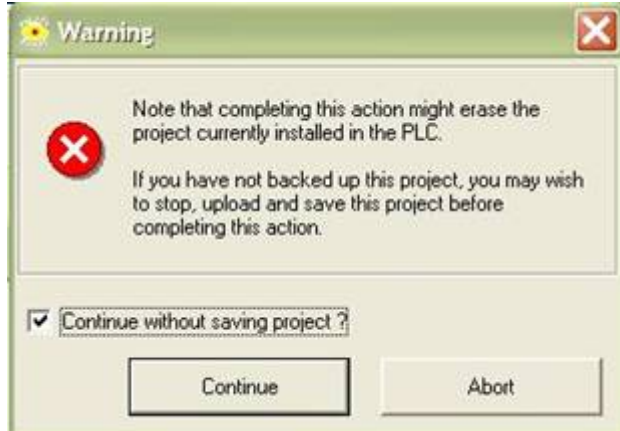 Warning
Note that completing this action might erase the
project currently installed in the PLC.
If you have not backed up this project, you may wish
to stop, upload and save this project before
completing this action.
Continue without saving project ?
Continue
Abort